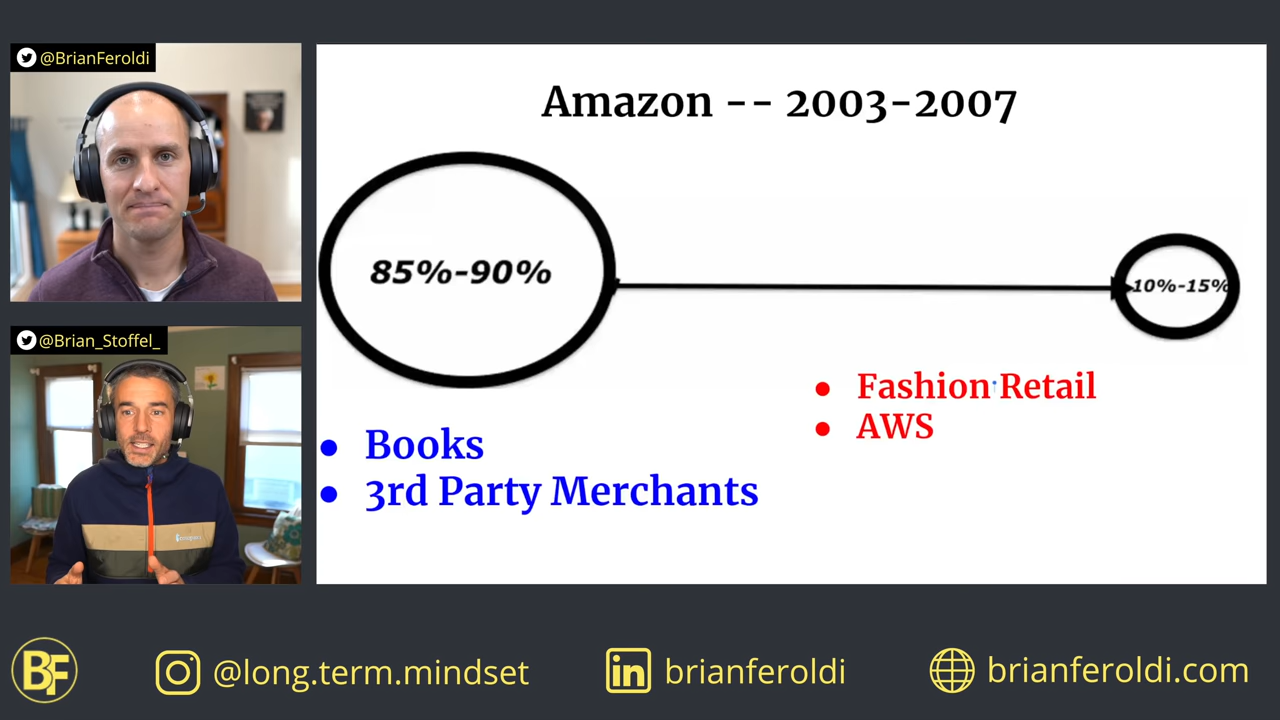 @BrianFeroldi
@Brian_Stoffel_
Amazon -- 2003-2007
85%-90%
10%-15%
Fashion Retail
AWS
Books
3rd Party Merchants
BF
@long.term.mindset
in
brianferoldi
brianferoldi.com